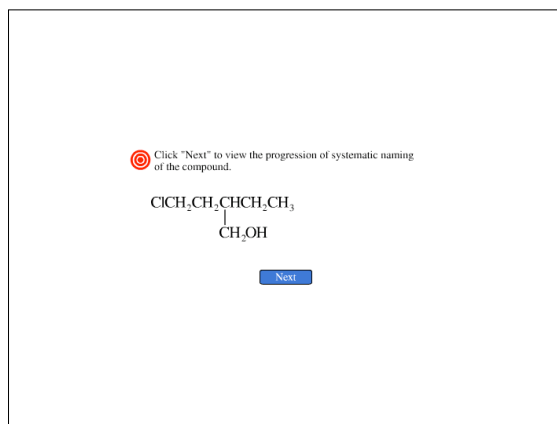 Click "Next" to view the progression of systematic naming
of the compound.
ClCH₂CH₂CHCH₂CH₃
CH₂OH
Next